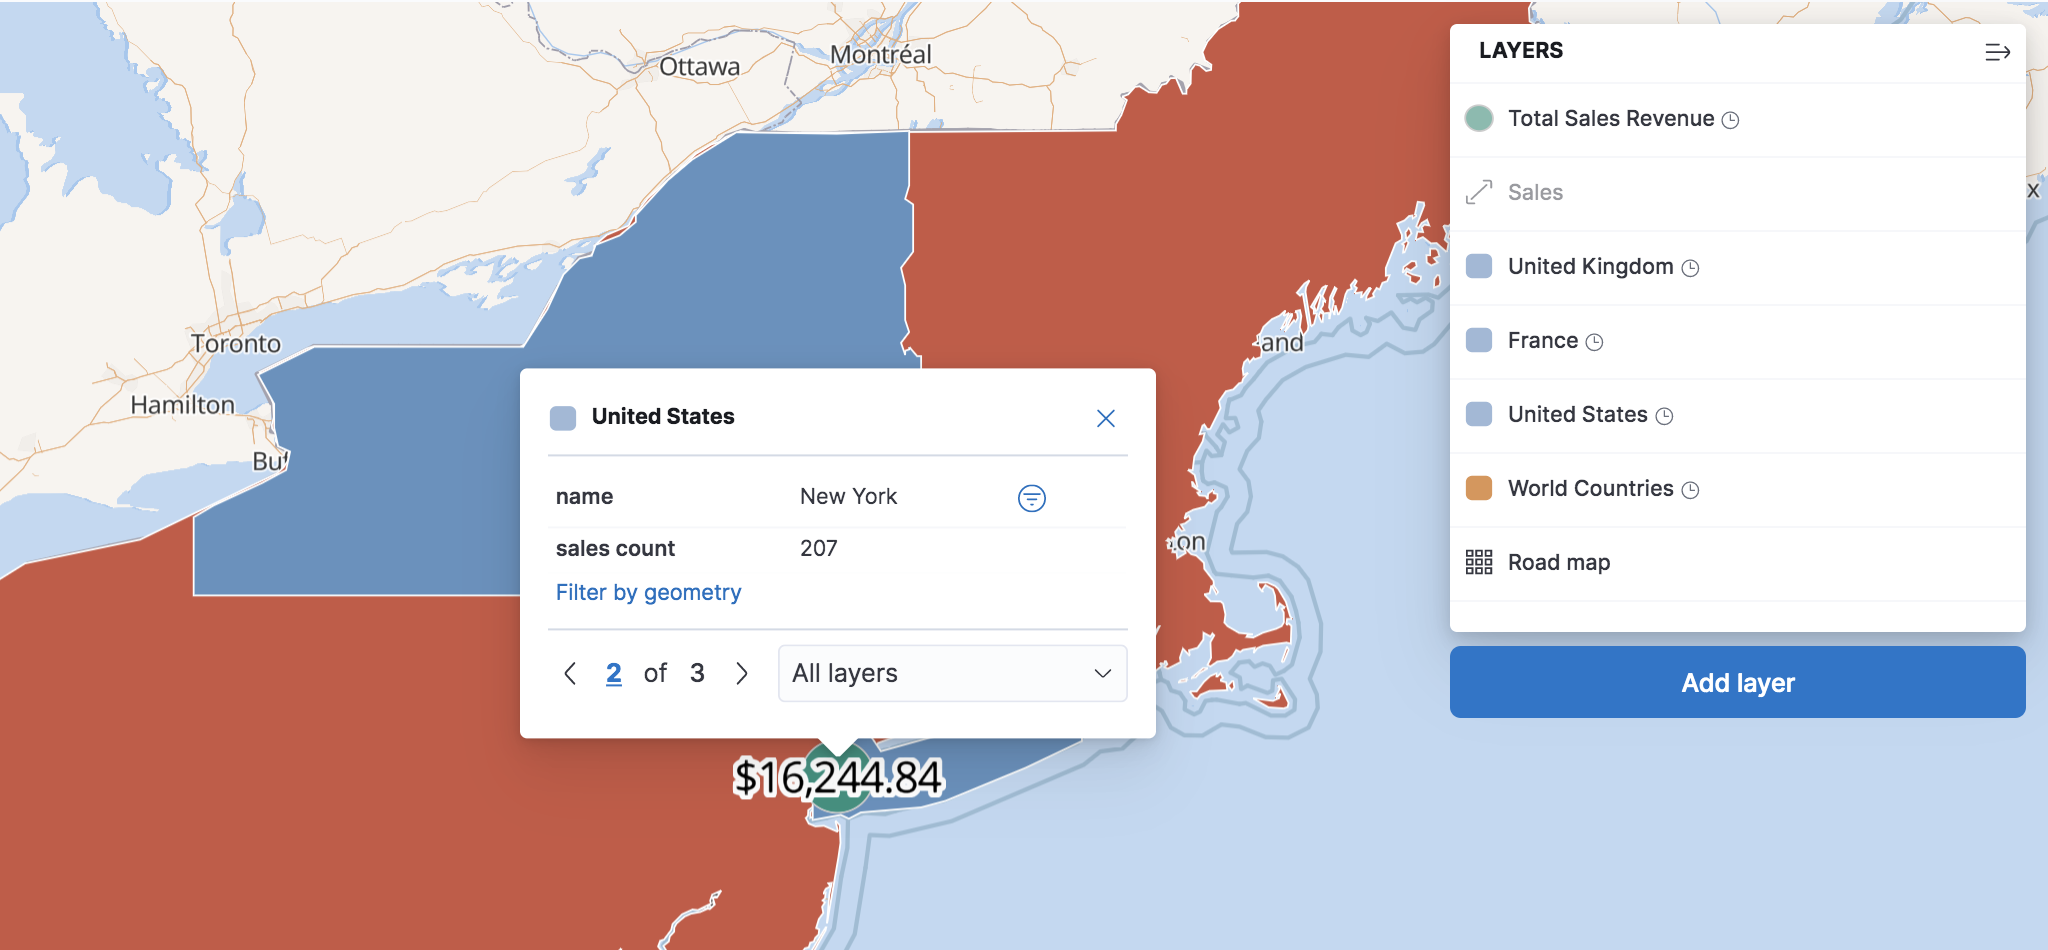 Montréal
Ottawa
Toronto
Hamilton
Buf
and
on
x
LAYERS
Total Sales Revenue
Sales
United Kingdom
France
United States
World Countries
Road map
Add layer
United States
name New York
sales count 207
Filter by geometry
2 of 3 All layers
$16,244.84